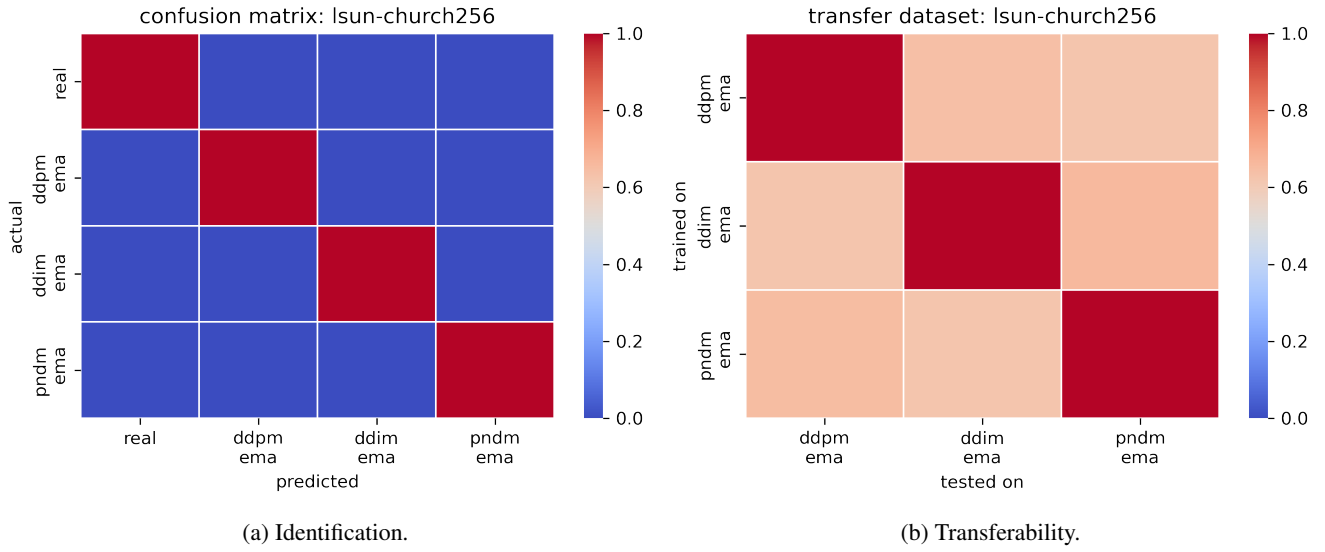 confusion matrix: lsun-church256
actual
real
ddpm
ema
ddim
ema
pndm
ema
real
ddpm
ema
ddim
ema
pndm
ema
predicted
1.0
0.8
0.6
0.4
0.2
0.0
(a) Identification.
transfer dataset: lsun-church256
trained on
ddpm
ema
ddim
ema
pndm
ema
ddpm
ema
ddim
ema
pndm
ema
tested on
1.0
0.8
0.6
0.4
0.2
0.0
(b) Transferability.